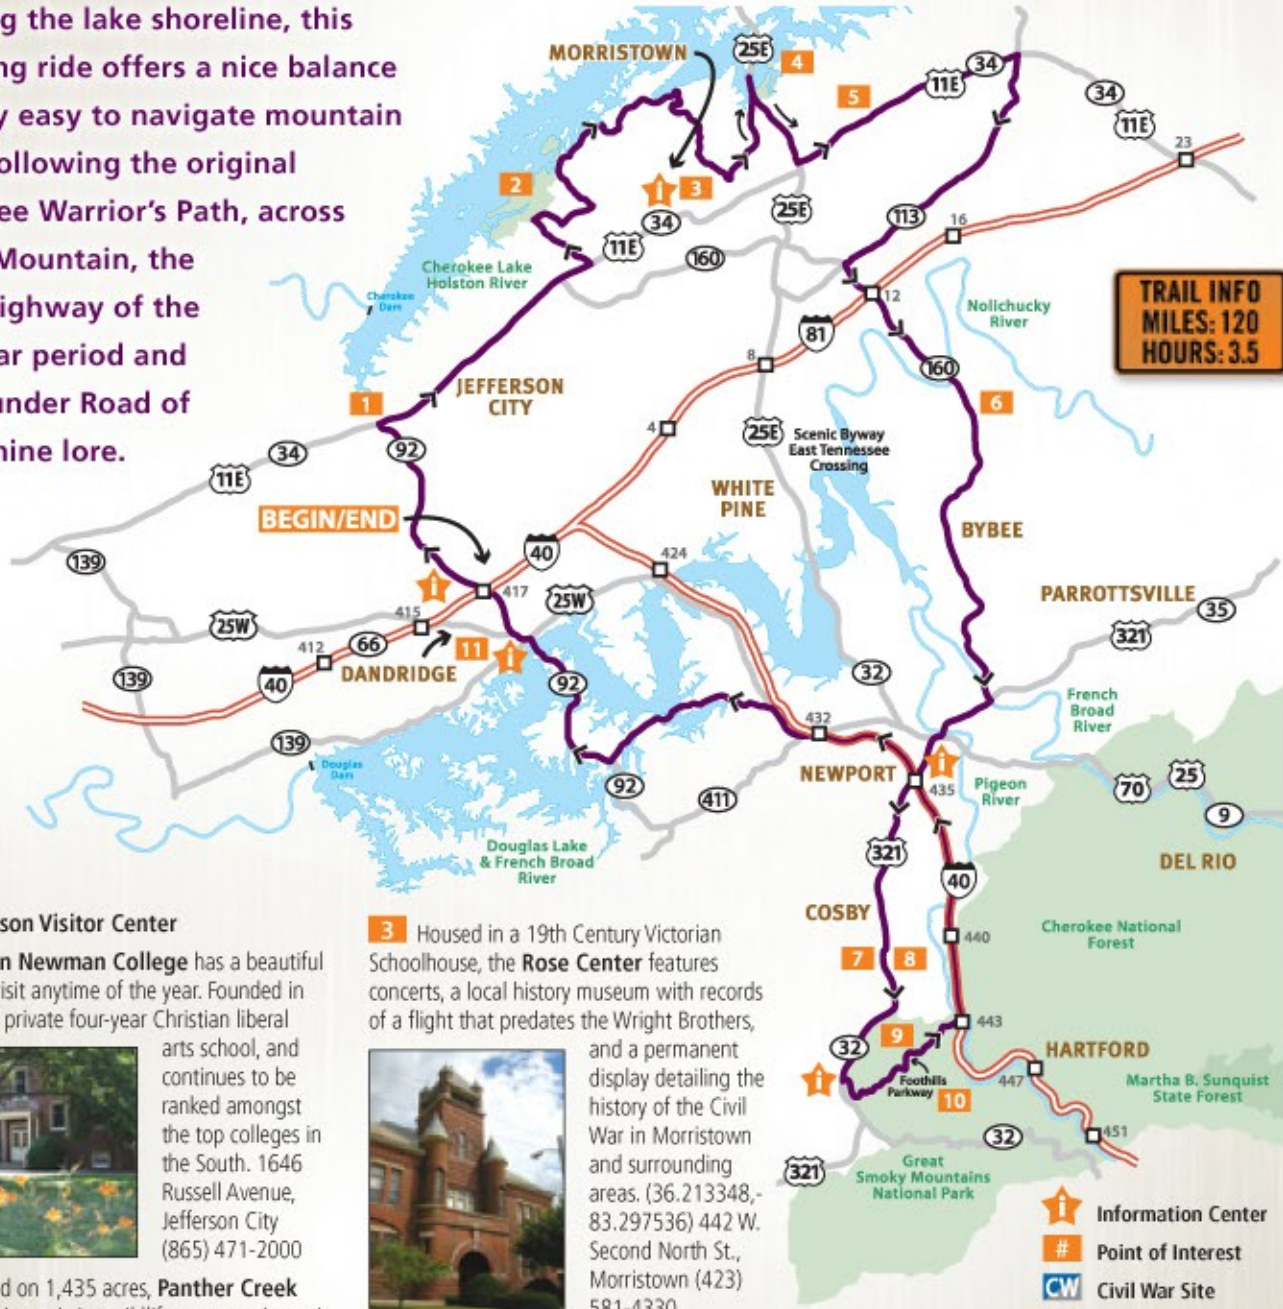 g the lake shoreline, this
ng ride offers a nice balance
y easy to navigate mountain
ollowing the original
ee Warrior's Path, across
Mountain, the
ighway of the
ar period and
under Road of
hine lore.
MORRISTOWN
25E
4
5
11E
34
34
11E
23
2
3
34
11E
25E
160
113
16
12
Cherokee Lake
Holston River
Cherokee
Dam
Nolichucky
River
TRAIL INFO
MILES: 120
HOURS: 3.5
81
8
160
6
1
JEFFERSON
CITY
4
25E
Scenic Byway
East Tennessee
Crossing
34
11E
92
WHITE
PINE
BYBEE
BEGIN/END
40
424
139
417
25W
415
25W
412
66
11
DANDRIDGE
40
139
92
PARROTTSVILLE
35
321
32
French
Broad
River
432
139
Douglas
Dam
92
411
NEWPORT
435
Pigeon
River
70
25
9
DEL RIO
Douglas Lake
& French Broad
River
321
40
COSBY
7
8
440
Cherokee National
Forest
443
9
32
Foothills
Parkway
10
HARTFORD
447
Martha B. Sunquist
State Forest
451
32
321
Great
Smoky Mountains
National Park
Information Center
# Point of Interest
CW Civil War Site
son Visitor Center
n Newman College has a beautiful
visit anytime of the year. Founded in
private four-year Christian liberal
arts school, and
continues to be
ranked amongst
the top colleges in
the South. 1646
Russell Avenue,
Jefferson City
(865) 471-2000
d on 1,435 acres, Panther Creek
3 Housed in a 19th Century Victorian
Schoolhouse, the Rose Center features
concerts, a local history museum with records
of a flight that predates the Wright Brothers,
and a permanent
display detailing the
history of the Civil
War in Morristown
and surrounding
areas. (36.213348,-
83.297536) 442 W.
Second North St.,
Morristown (423)
581-4330